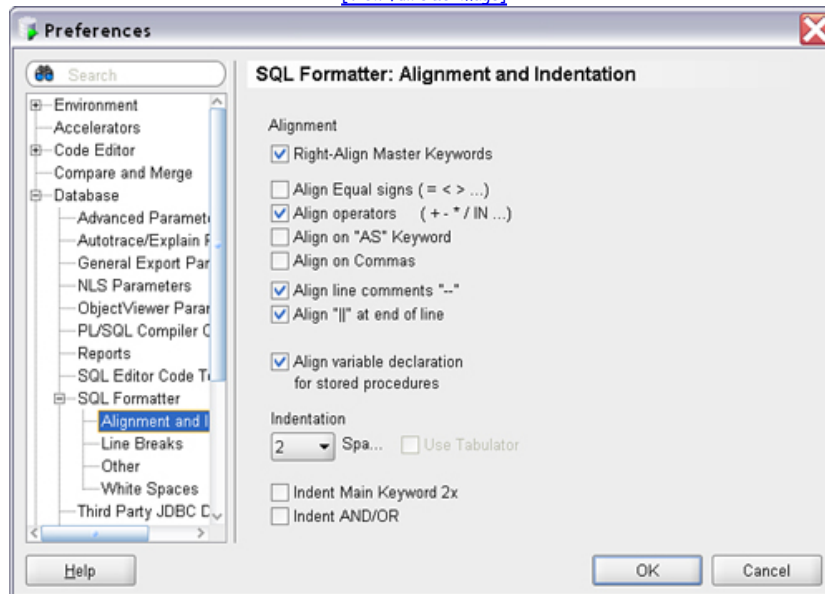 Preferences
Search
Environment
Accelerators
Code Editor
Compare and Merge
Database
Advanced Paramet
Autotrace/Explain
General Export Par
NLS Parameters
ObjectViewer Parar
PL/SQL Compiler
Reports
SQL Editor Code
SQL Formatter
Alignment and I
Line Breaks
Other
White Spaces
Third Party JDBC
Help
SQL Formatter: Alignment and Indentation
Alignment
Right-Align Master Keywords
Align Equal signs ( = < > ...)
Align operators ( + - * / IN ...)
Align on "AS" Keyword
Align on Commas
Align line comments "--"
Align "||" at end of line
Align variable declaration
for stored procedures
Indentation
2 Spa... Use Tabulator
Indent Main Keyword 2x
Indent AND/OR
OK Cancel